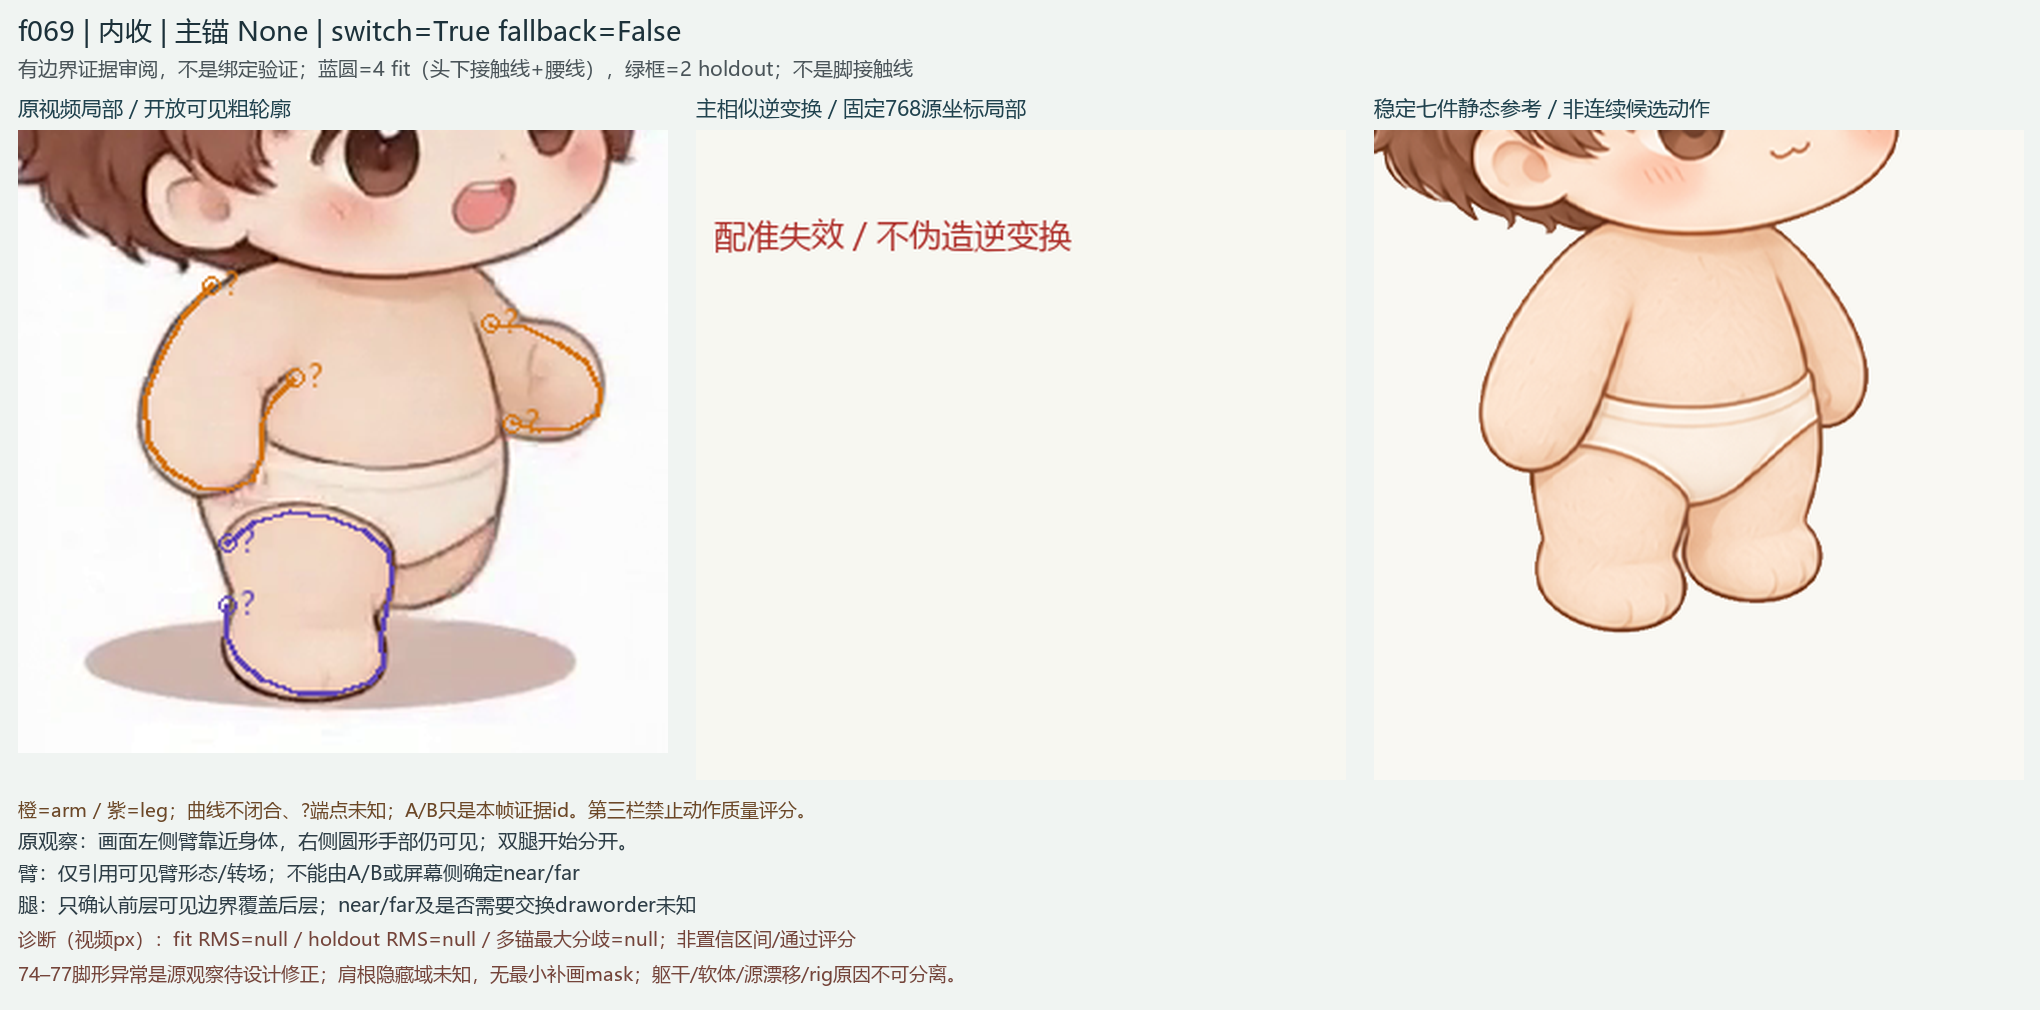 f069 | 内收 | 主锚 None | switch=True fallback=False
有边界证据审阅，不是绑定验证；蓝圆=4 fit（头下接触线+腰线），绿框=2 holdout；不是脚接触线
原视频局部 / 开放可见粗轮廓
主相似逆变换 / 固定768源坐标局部
稳定七件静态参考 / 非连续候选动作
?
?
?
?
配准失效 / 不伪造逆变换
?
?
橙=arm / 紫=leg；曲线不闭合、?端点未知；A/B只是本帧证据id。第三栏禁止动作质量评分。
原观察：画面左侧臂靠近身体，右侧圆形手部仍可见；双腿开始分开。
臂：仅引用可见臂形态/转场；不能由A/B或屏幕侧确定near/far
腿：只确认前层可见边界覆盖后层；near/far及是否需要交换draworder未知
诊断（视频px）：fit RMS=null / holdout RMS=null / 多锚最大分歧=null；非置信区间/通过评分
74–77脚形异常是源观察待设计修正；肩根隐藏域未知，无最小补画mask；躯干/软体/源漂移/rig原因不可分离。